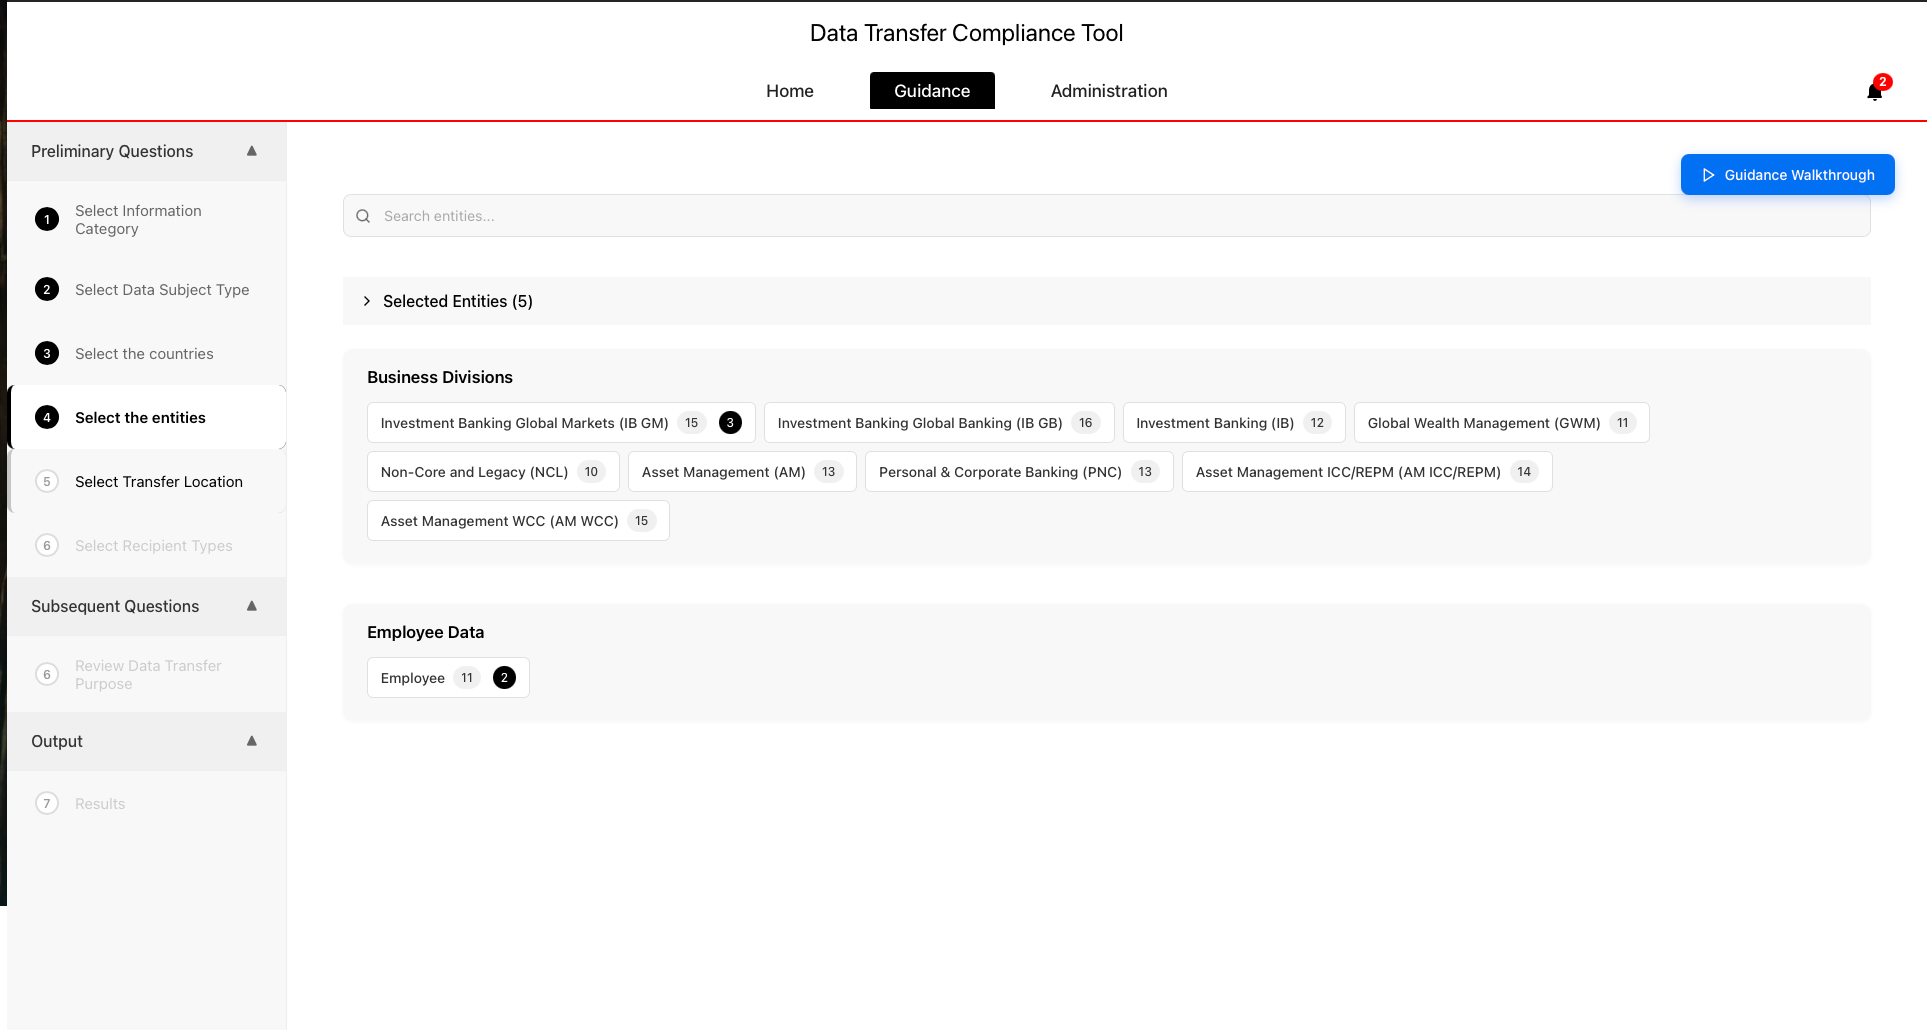 Data Transfer Compliance Tool
Home Guidance Administration
2
Preliminary Questions
1 Select Information Category
2 Select Data Subject Type
3 Select the countries
4 Select the entities
5 Select Transfer Location
6 Select Recipient Types
Subsequent Questions
6 Review Data Transfer Purpose
Output
7 Results
Guidance Walkthrough
Search entities...
Selected Entities (5)
Business Divisions
Investment Banking Global Markets (IB GM) 15 3 Investment Banking Global Banking (IB GB) 16 Investment Banking (IB) 12 Global Wealth Management (GWM) 11
Non-Core and Legacy (NCL) 10 Asset Management (AM) 13 Personal & Corporate Banking (PNC) 13 Asset Management ICC/REPM (AM ICC/REPM) 14
Asset Management WCC (AM WCC) 15
Employee Data
Employee 11 2